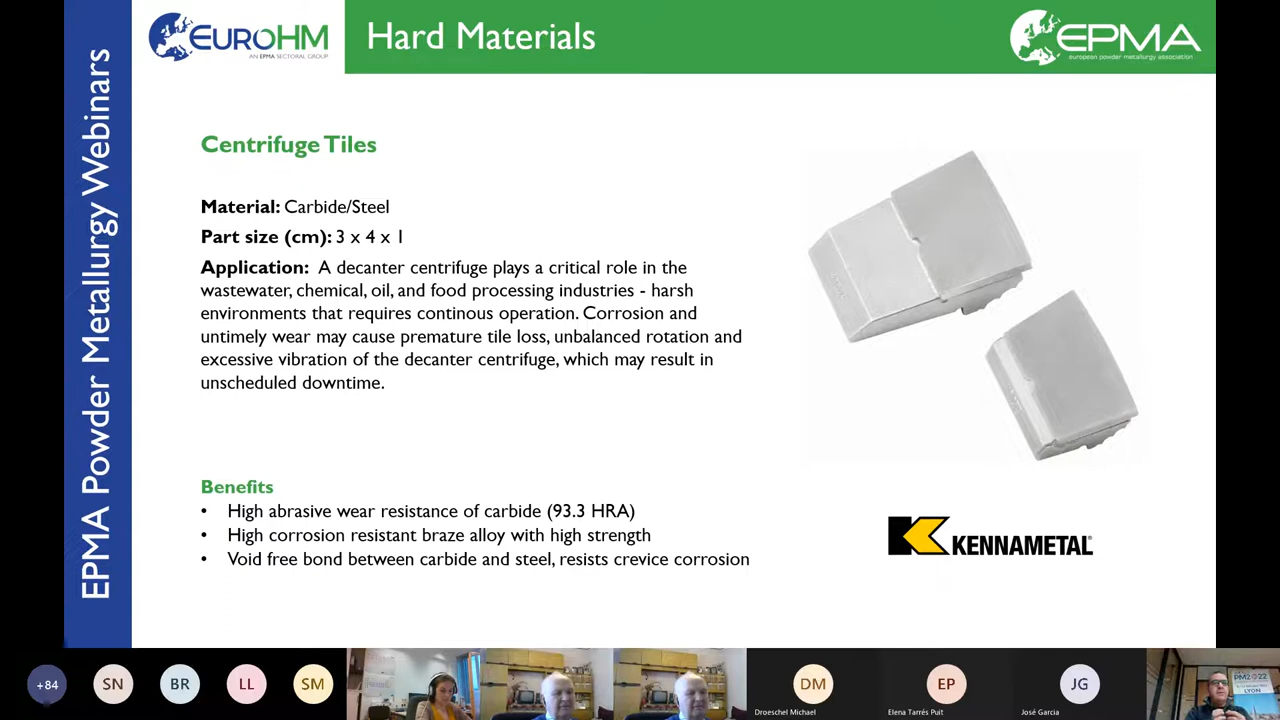 EPMA Powder Metallurgy Webinars
EUROHM
AN EPMA SECTORAL GROUP
Hard Materials
EPMA
european powder metallurgy association
Centrifuge Tiles
Material: Carbide/Steel
Part size (cm): 3 x 4 x 1
Application: A decanter centrifuge plays a critical role in the
wastewater, chemical, oil, and food processing industries - harsh
environments that requires continous operation. Corrosion and
untimely wear may cause premature tile loss, unbalanced rotation and
excessive vibration of the decanter centrifuge, which may result in
unscheduled downtime.
Benefits
• High abrasive wear resistance of carbide (93.3 HRA)
• High corrosion resistant braze alloy with high strength
• Void free bond between carbide and steel, resists crevice corrosion
KENNAMETAL
+84
SN
BR
LL
SM
DM
Droeschel Michael
EP
Elena Tarrés Puit
JG
José Garcia
PM2022
LYON